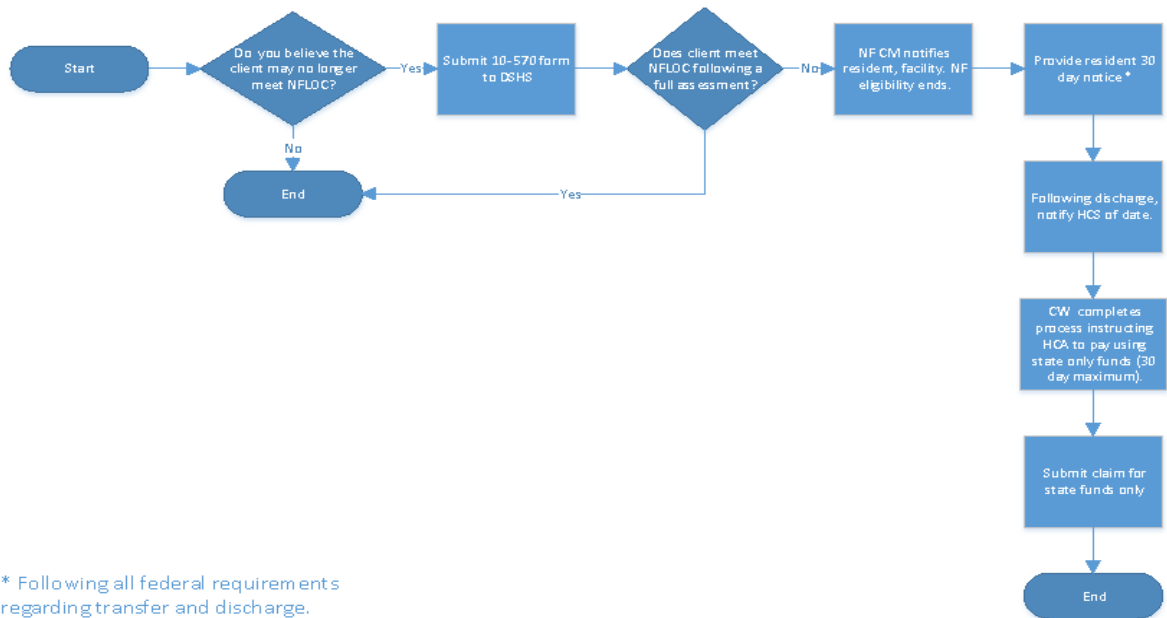 Start
Do you believe the
client may no longer
meet NFLOC?
Yes
Submit 10-570 form
to DSHS
Does client meet
NFLOC following a
full assessment?
No
NF CM notifies
resident, facility. NF
eligibility ends.
Provide resident 30
day notice *
No
End
Yes
Following discharge,
notify HCS of date.
CW completes
process instructing
HCA to pay using
state only funds (30
day maximum).
Submit claim for
state funds only
End
* Following all federal requirements
regarding transfer and discharge.